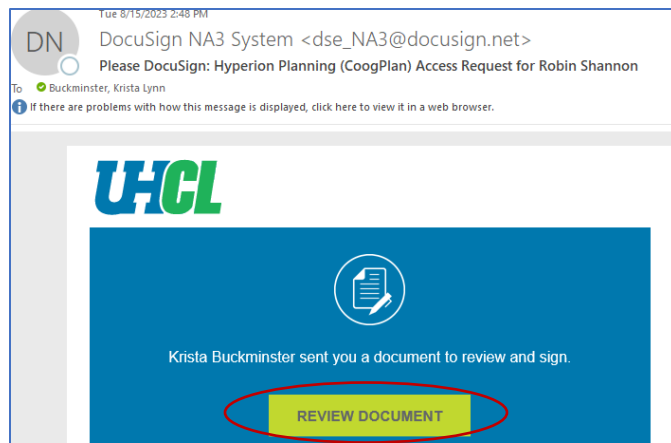 Tue 8/15/2023 2:48 PM
DN
DocuSign NA3 System <dse_NA3@docusign.net>
Please DocuSign: Hyperion Planning (CoogPlan) Access Request for Robin Shannon
To Buckminster, Krista Lynn
If there are problems with how this message is displayed, click here to view it in a web browser.
UHCL
Krista Buckminster sent you a document to review and sign.
REVIEW DOCUMENT